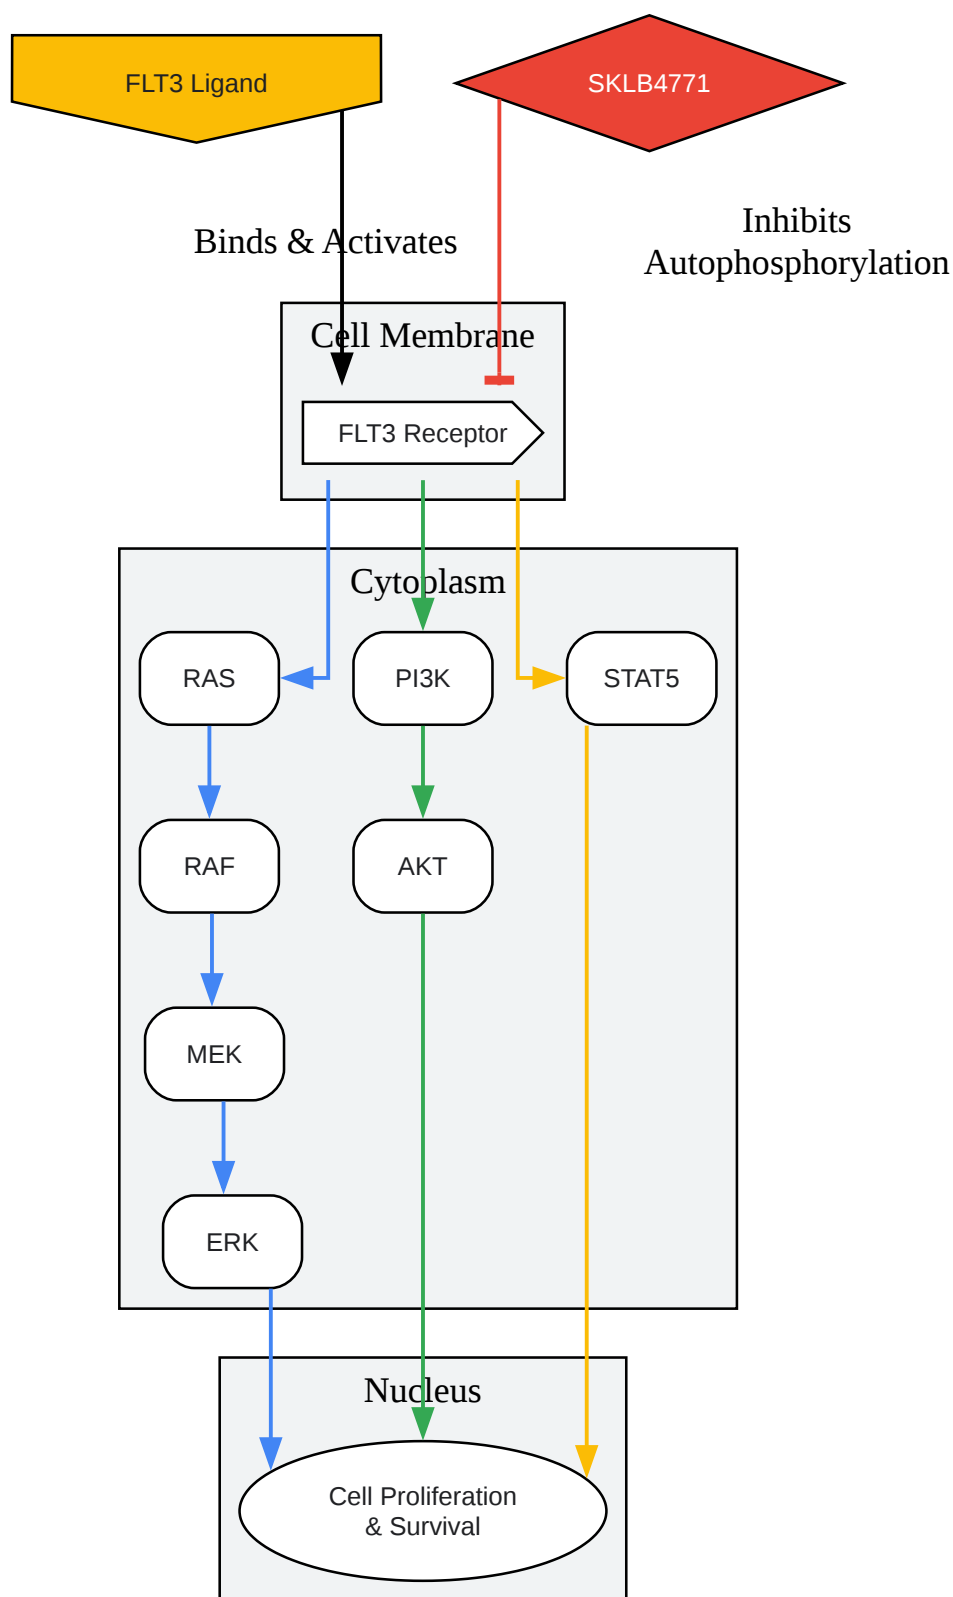 FLT3 Ligand
SKLB4771
Binds & Activates
Inhibits
Autophosphorylation
Cell Membrane
FLT3 Receptor
Cytoplasm
RAS
PI3K
STAT5
RAF
AKT
MEK
ERK
Nucleus
Cell Proliferation
& Survival